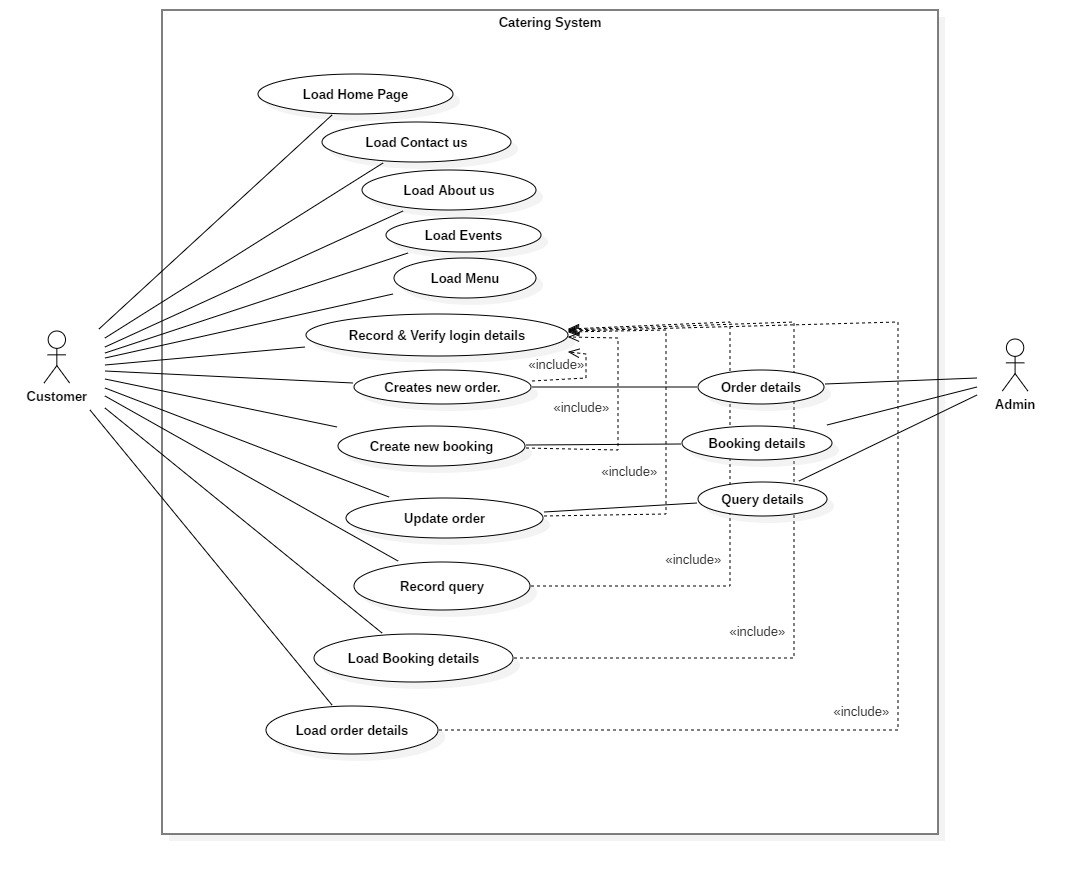 Catering System
Load Home Page
Load Contact us
Load About us
Load Events
Load Menu
Record & Verify login details
«include»
Creates new order.
Order details
Customer
Admin
«include»
Create new booking
Booking details
«include»
Query details
Update order
«include»
Record query
«include»
Load Booking details
«include»
Load order details